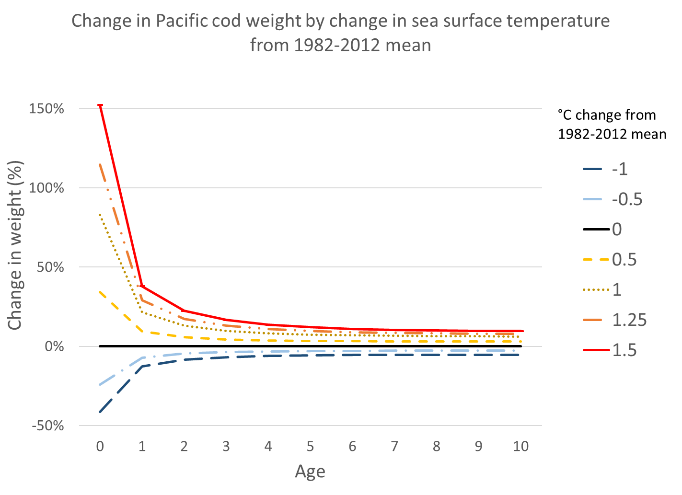 Change in Pacific cod weight by change in sea surface temperature
from 1982-2012 mean
150%
100%
50%
0%
-50%
Change in weight (%)
0 1 2 3 4 5 6 7 8 9 10
Age
°C change from
1982-2012 mean
-1
-0.5
0
0.5
1
1.25
1.5